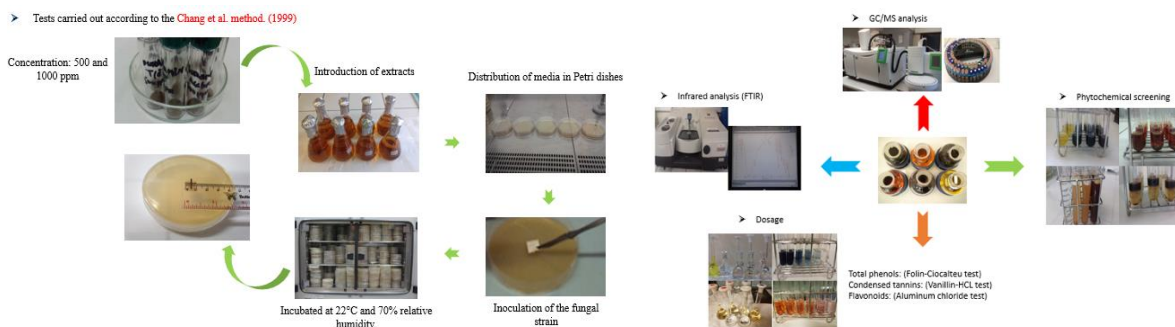 Tests carried out according to the Chang et al. method. (1999)
Concentration: 500 and
1000 ppm
Introduction of extracts
Distribution of media in Petri dishes
Incubated at 22°C and 70% relative
humidity
Inoculation of the fungal
strain
GC/MS analysis
Infrared analysis (FTIR)
Phytochemical screening
Dosage
Total phenols: (Folin-Ciocalteu test)
Condensed tannins: (Vanillin-HCL test)
Flavonoids: (Aluminum chloride test)